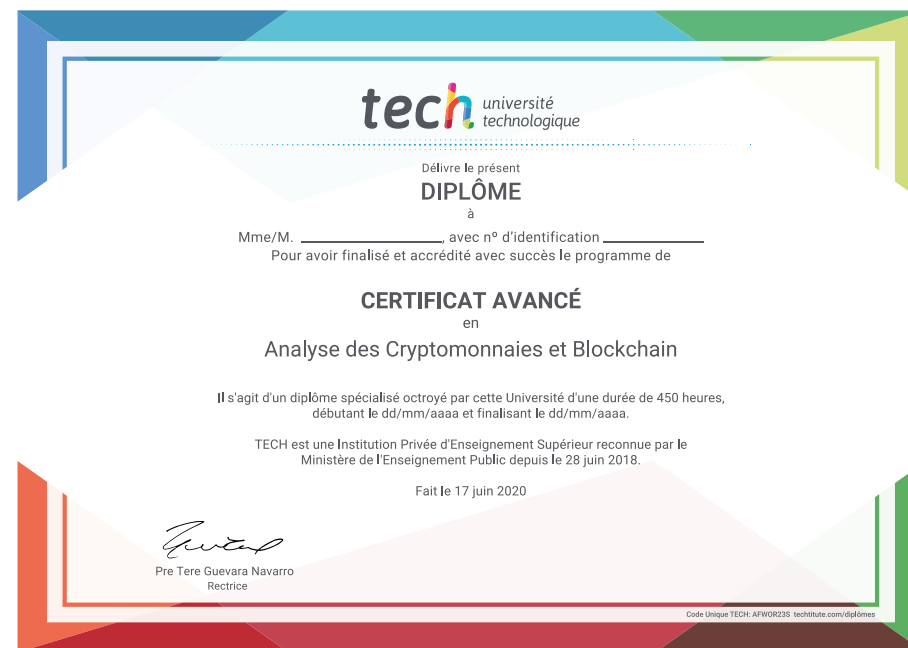 tech université
technologique
Délivre le présent
DIPLÔME
à
Mme/M. ____________, avec nº d'identification ____________
Pour avoir finalisé et accrédité avec succès le programme de
CERTIFICAT AVANCÉ
en
Analyse des Cryptomonnaies et Blockchain
Il s'agit d'un diplôme spécialisé octroyé par cette Université d'une durée de 450 heures,
débutant le dd/mm/aaaa et finalisant le dd/mm/aaaa.
TECH est une Institution Privée d'Enseignement Supérieur reconnue par le
Ministère de l'Enseignement Public depuis le 28 juin 2018.
Fait le 17 juin 2020
Pre Tere Guevara Navarro
Rectrice
Code Unique TECH: AFWOR23S techtitute.com/diplômes